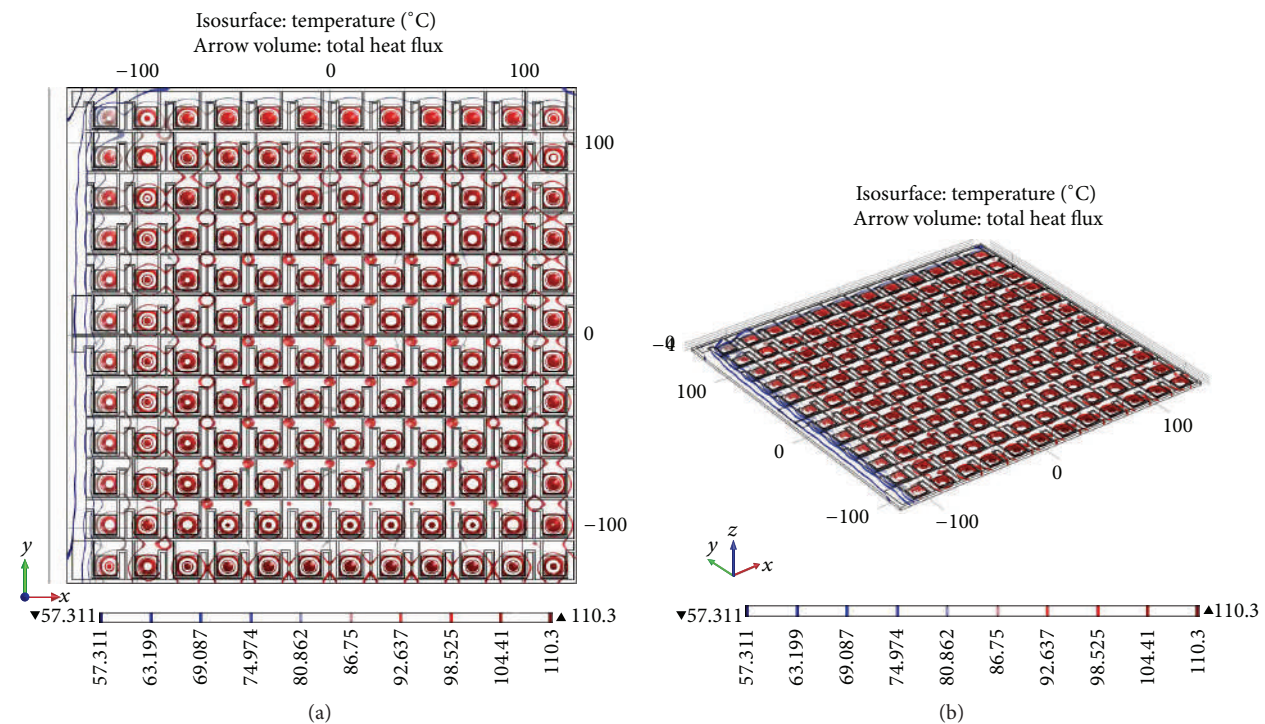 Isosurface: temperature (°C)
Arrow volume: total heat flux
−100 0 100
100
0
−100
y
x
▼57.311 ▲ 110.3
57.311 63.199 69.087 74.974 80.862 86.75 92.637 98.525 104.41 110.3
(a)
Isosurface: temperature (°C)
Arrow volume: total heat flux
0
100
0
−100
100
0
−100
y z x
▼57.311 ▲110.3
57.311 63.199 69.087 74.974 80.862 86.75 92.637 98.525 104.41 110.3
(b)